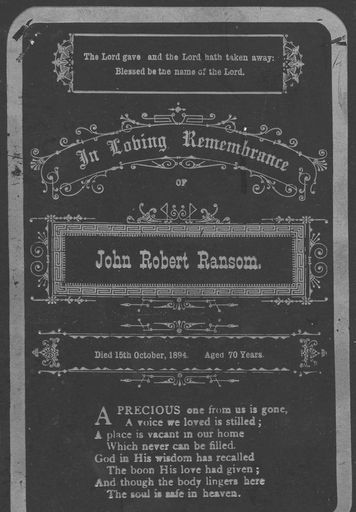 The Lord gave and the Lord hath taken away:
Blessed be the name of the Lord.
In Loving Remembrance
OF
John Robert Ransom.
Died 15th October, 1894. Aged 70 Years.
A PRECIOUS one from us is gone,
A voice we loved is stilled;
A place is vacant in our home
Which never can be filled.
God in His wisdom has recalled
The boon His love had given;
And though the body lingers here
The soul is safe in heaven.